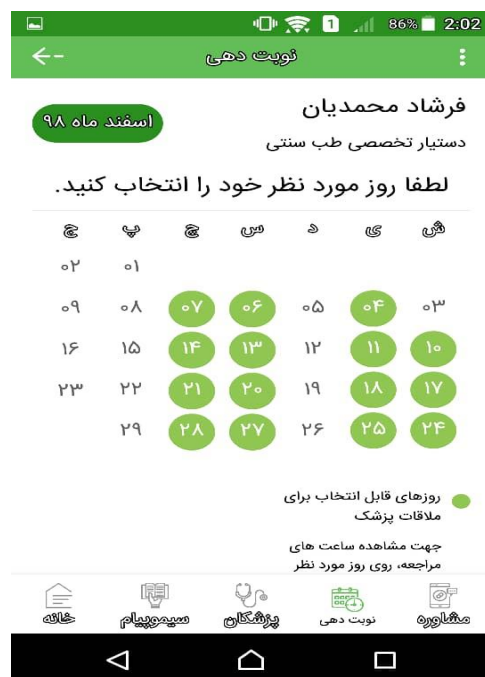 1 86% 2:02
نوبت دهی
فرشاد محمدیان
اسفند ماه ۹۸
دستیار تخصصی طب سنتی
لطفا روز مورد نظر خود را انتخاب کنید.
ش ی د س چ پ ج
۰۱ ۰۲
۰۳ ۰۴ ۰۵ ۰۶ ۰۷ ۰۸ ۰۹
۱۰ ۱۱ ۱۲ ۱۳ ۱۴ ۱۵ ۱۶
۱۷ ۱۸ ۱۹ ۲۰ ۲۱ ۲۲ ۲۳
۲۴ ۲۵ ۲۶ ۲۷ ۲۸ ۲۹
روزهای قابل انتخاب برای
ملاقات پزشک
جهت مشاهده ساعت های
مراجعه، روی روز مورد نظر
مشاوره نوبت دهی پزشکان سیموپیام خانه